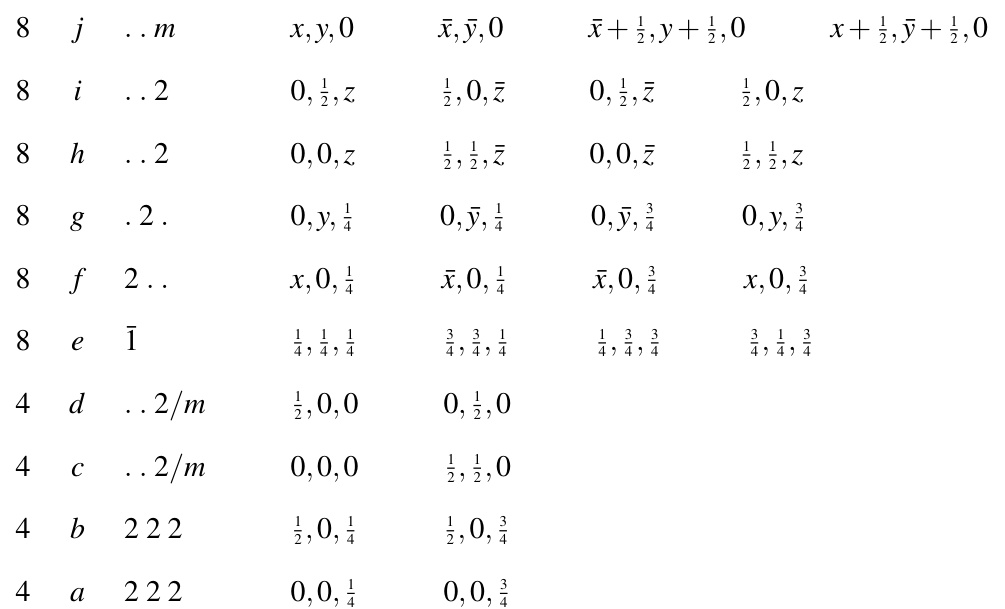 8 j . . m x, y, 0 x̄, ȳ, 0 x̄ + 1/2, y + 1/2, 0 x + 1/2, ȳ + 1/2, 0
8 i . . 2 0, 1/2, z 1/2, 0, z̄ 0, 1/2, z̄ 1/2, 0, z
8 h . . 2 0, 0, z 1/2, 1/2, z̄ 0, 0, z̄ 1/2, 1/2, z
8 g . 2 . 0, y, 1/4 0, ȳ, 1/4 0, ȳ, 3/4 0, y, 3/4
8 f 2 . . x, 0, 1/4 x̄, 0, 1/4 x̄, 0, 3/4 x, 0, 3/4
8 e 1̄ 1/4, 1/4, 1/4 3/4, 3/4, 1/4 1/4, 3/4, 3/4 3/4, 1/4, 3/4
4 d . . 2/m 1/2, 0, 0 0, 1/2, 0
4 c . . 2/m 0, 0, 0 1/2, 1/2, 0
4 b 2 2 2 1/2, 0, 1/4 1/2, 0, 3/4
4 a 2 2 2 0, 0, 1/4 0, 0, 3/4